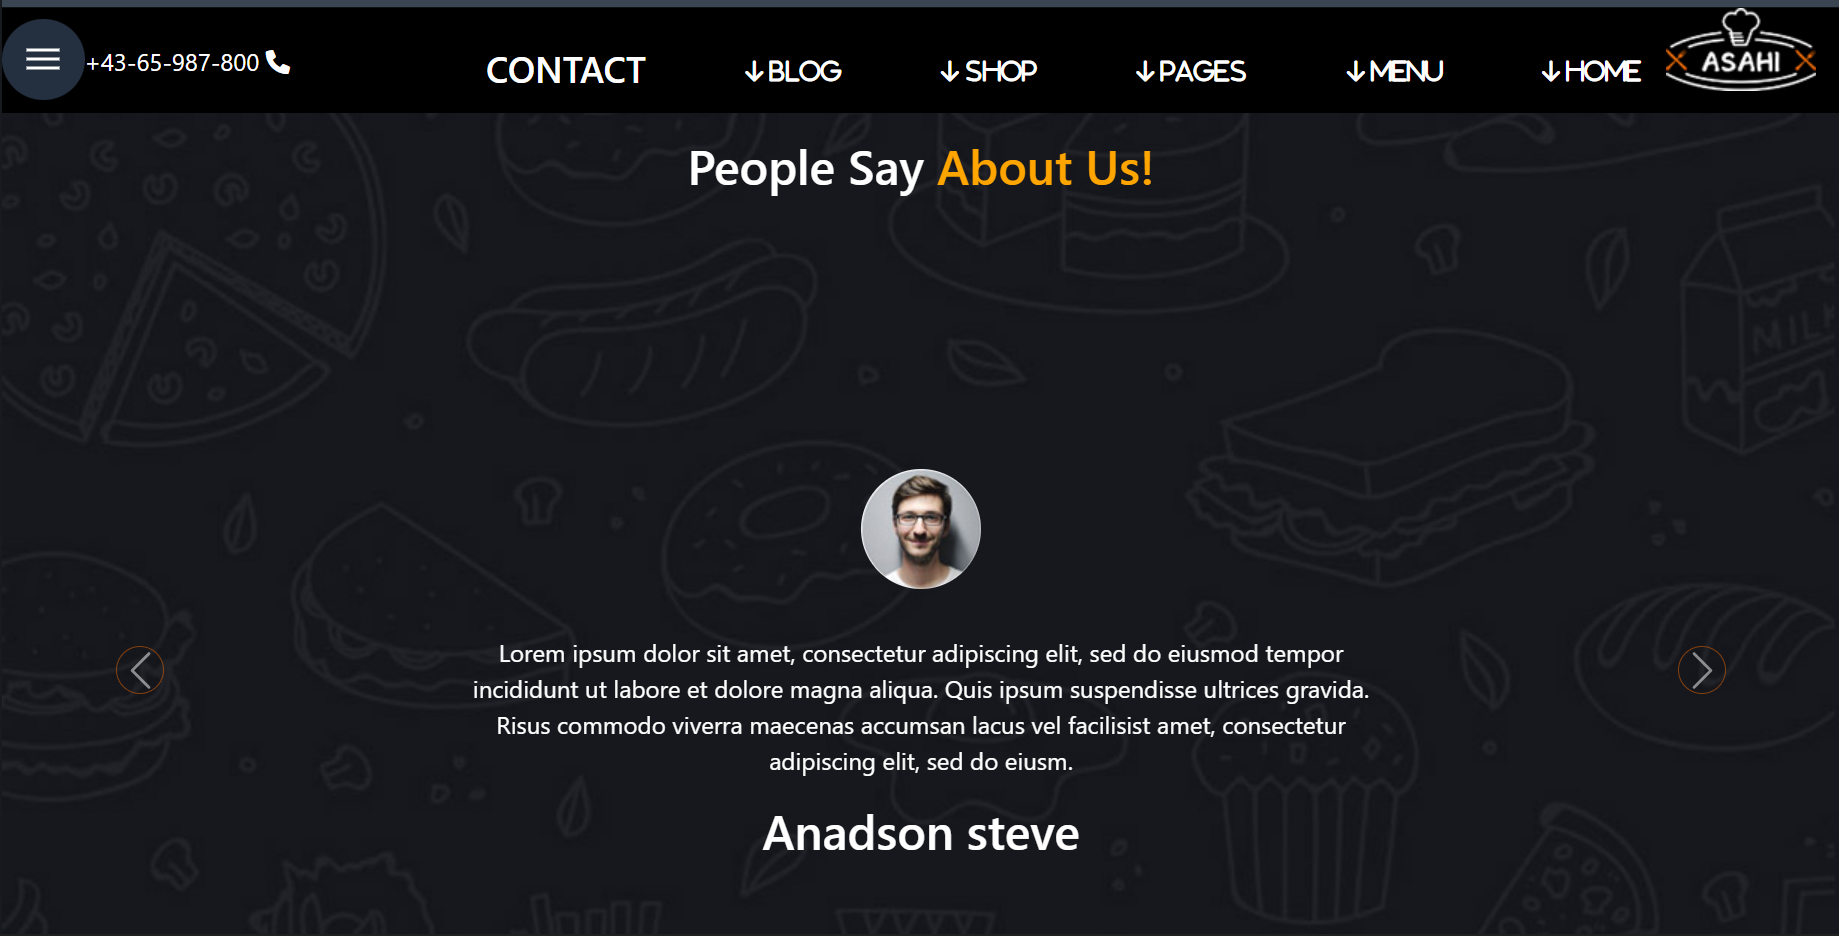 +43-65-987-800
CONTACT
BLOG
SHOP
PAGES
MENU
HOME
ASAHI
People Say About Us!
MILK
Lorem ipsum dolor sit amet, consectetur adipiscing elit, sed do eiusmod tempor
incididunt ut labore et dolore magna aliqua. Quis ipsum suspendisse ultrices gravida.
Risus commodo viverra maecenas accumsan lacus vel facilisist amet, consectetur
adipiscing elit, sed do eiusm.
Anadson steve